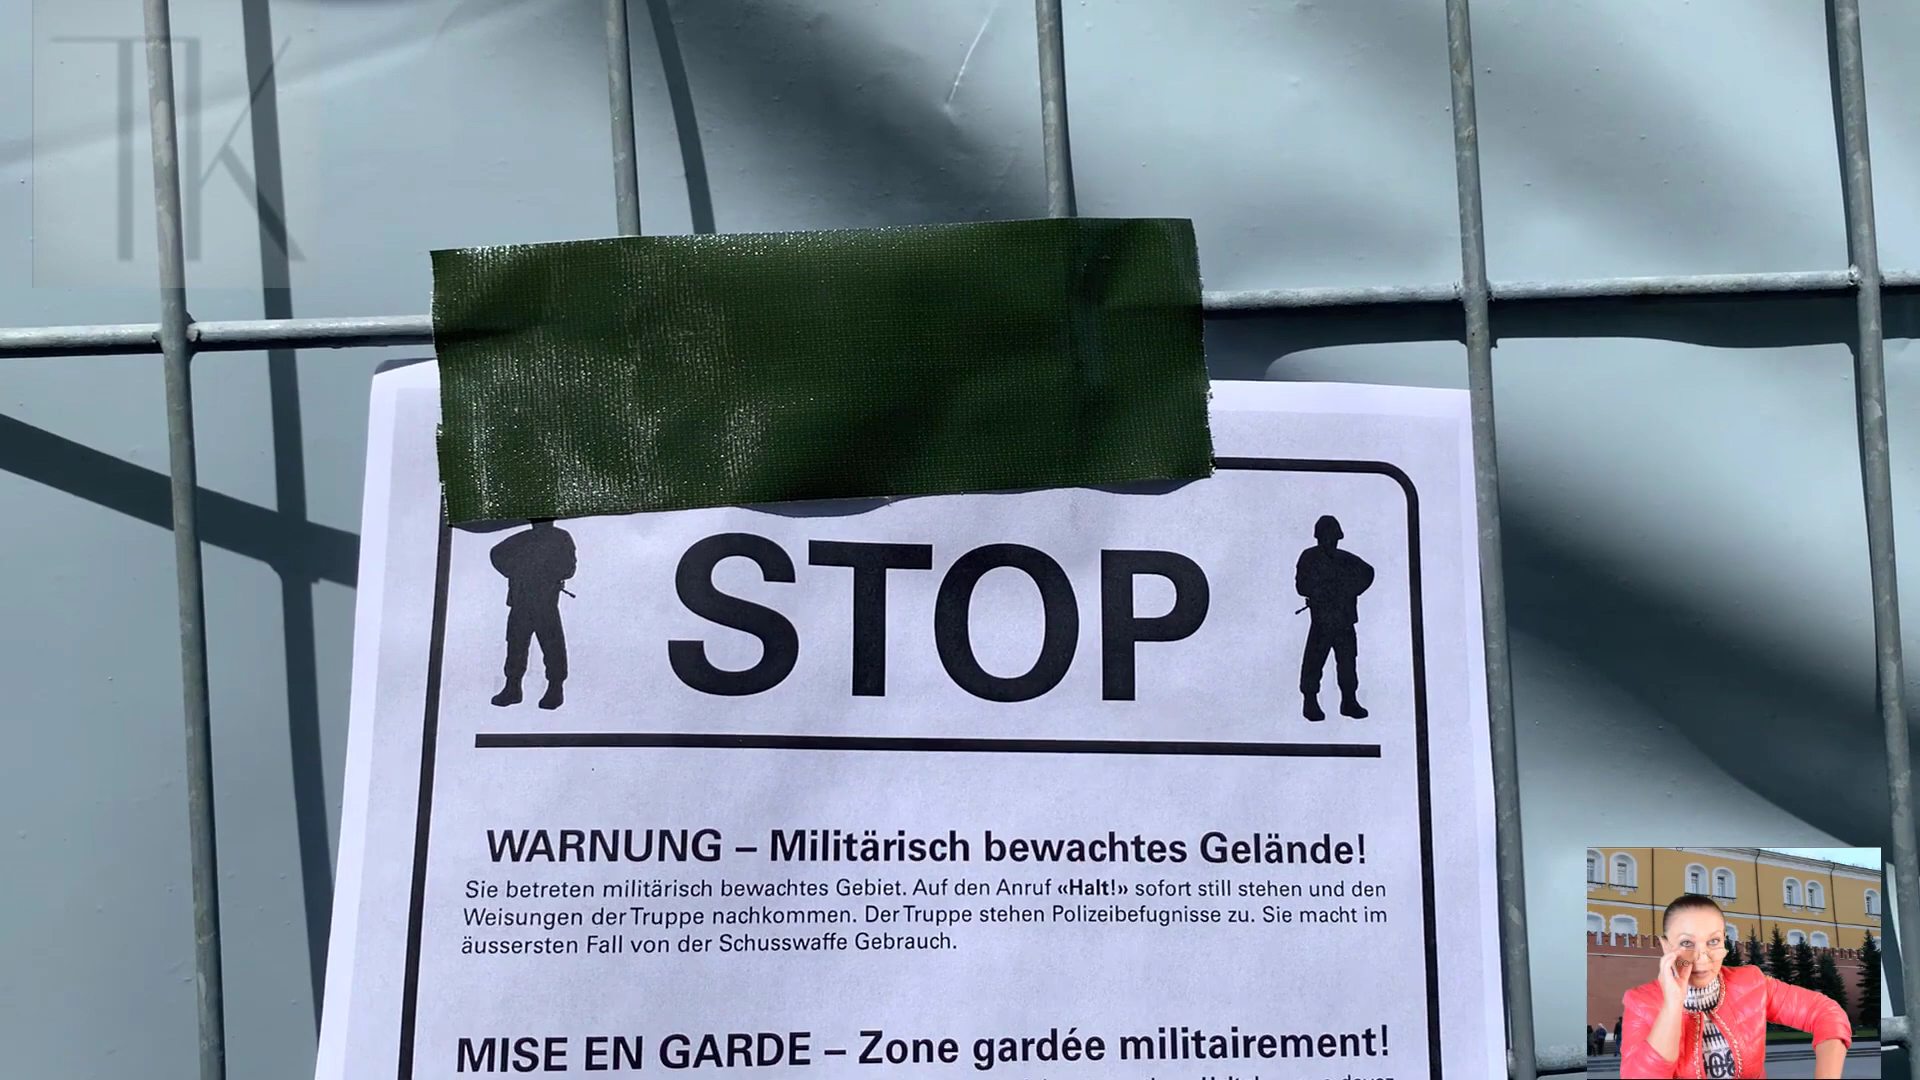 TK
STOP
WARNUNG – Militärisch bewachtes Gelände!
Sie betreten militärisch bewachtes Gebiet. Auf den Anruf «Halt!» sofort still stehen und den
Weisungen der Truppe nachkommen. Der Truppe stehen Polizeibefugnisse zu. Sie macht im
äussersten Fall von der Schusswaffe Gebrauch.
MISE EN GARDE – Zone gardée militairement!